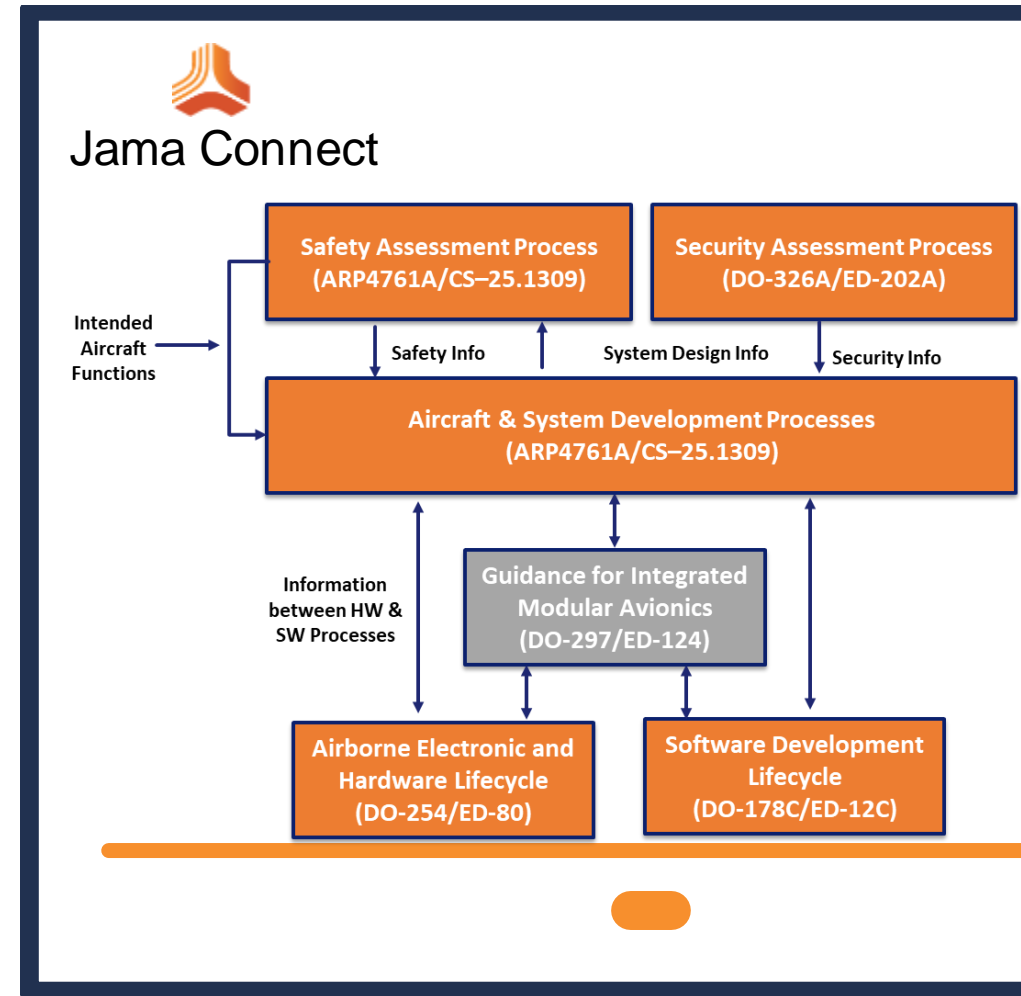 Jama Connect
Safety Assessment Process
(ARP4761A/CS–25.1309)
Security Assessment Process
(DO-326A/ED-202A)
Intended
Aircraft
Functions
Safety Info
System Design Info
Security Info
Aircraft & System Development Processes
(ARP4761A/CS–25.1309)
Guidance for Integrated
Modular Avionics
(DO-297/ED-124)
Information
between HW &
SW Processes
Airborne Electronic and
Hardware Lifecycle
(DO-254/ED-80)
Software Development
Lifecycle
(DO-178C/ED-12C)